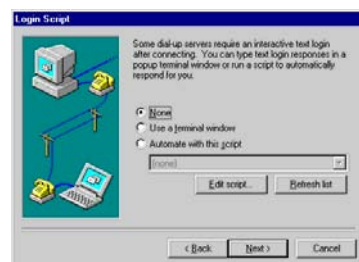 Login Script
Some dial-up servers require an interactive text login
after connecting. You can type text login responses in a
popup terminal window or run a script to automatically
respond for you.
None
Use a terminal window
Automate with this script
(none)
Edit script...
Refresh list
< Back
Next >
Cancel